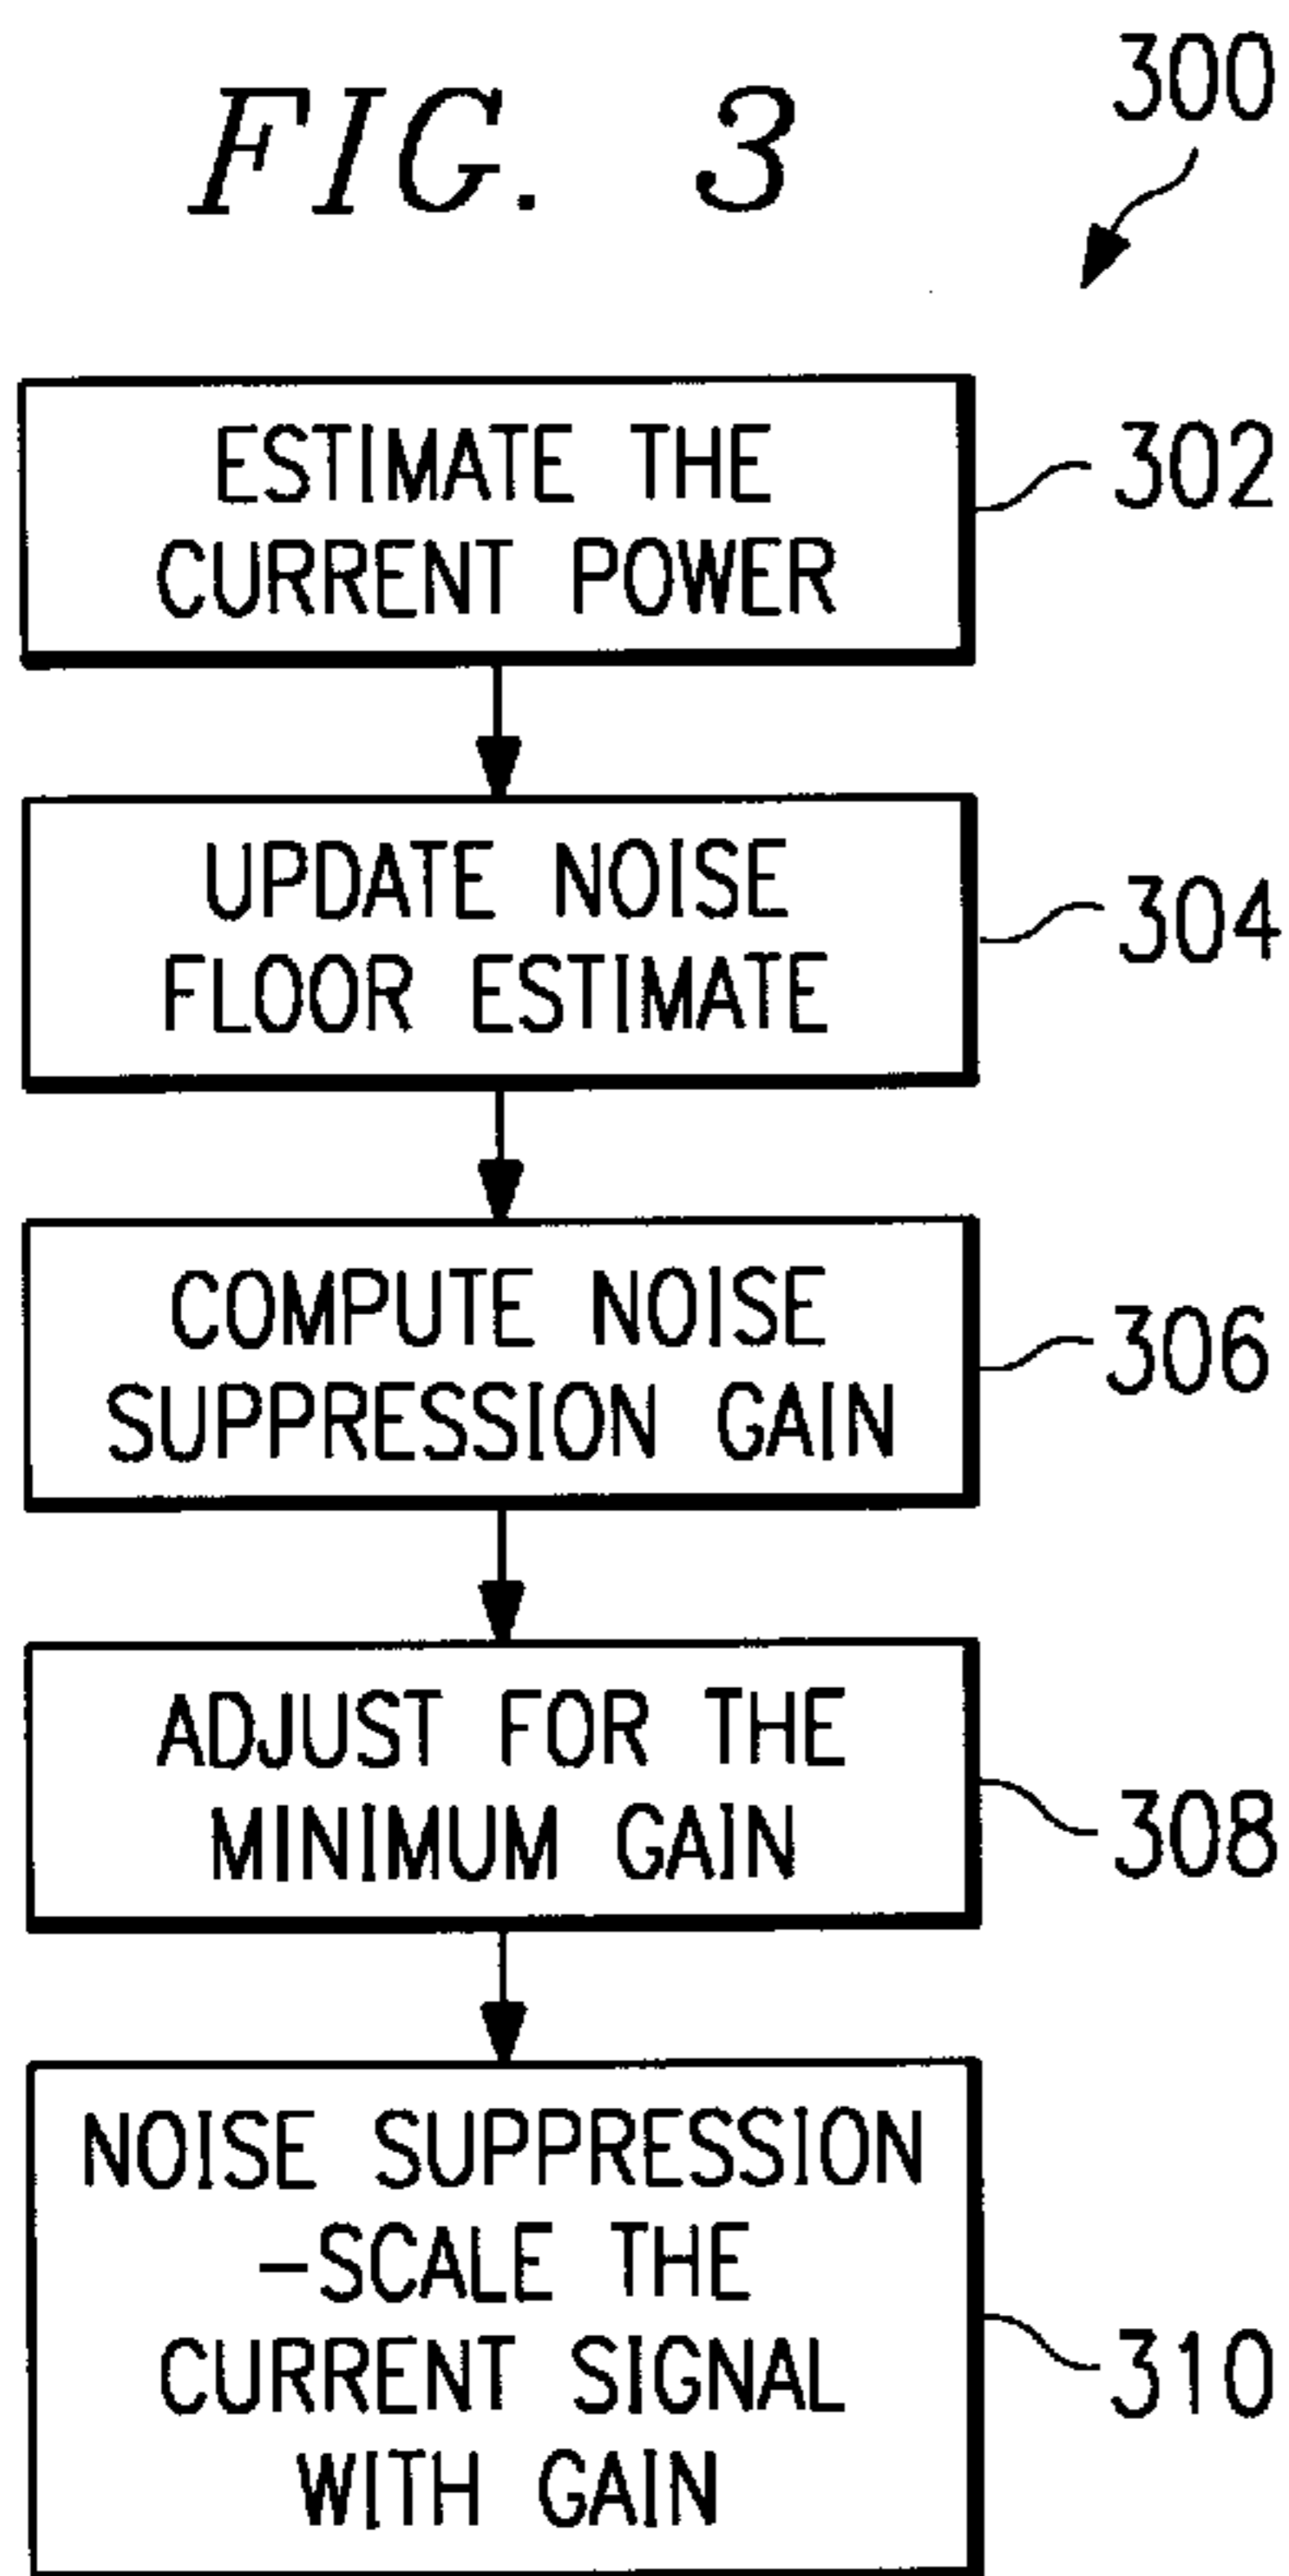 FIG. 3
300
ESTIMATE THE
CURRENT POWER
302
UPDATE NOISE
FLOOR ESTIMATE
304
COMPUTE NOISE
SUPPRESSION GAIN
306
ADJUST FOR THE
MINIMUM GAIN
308
NOISE SUPPRESSION
-SCALE THE
CURRENT SIGNAL
WITH GAIN
310